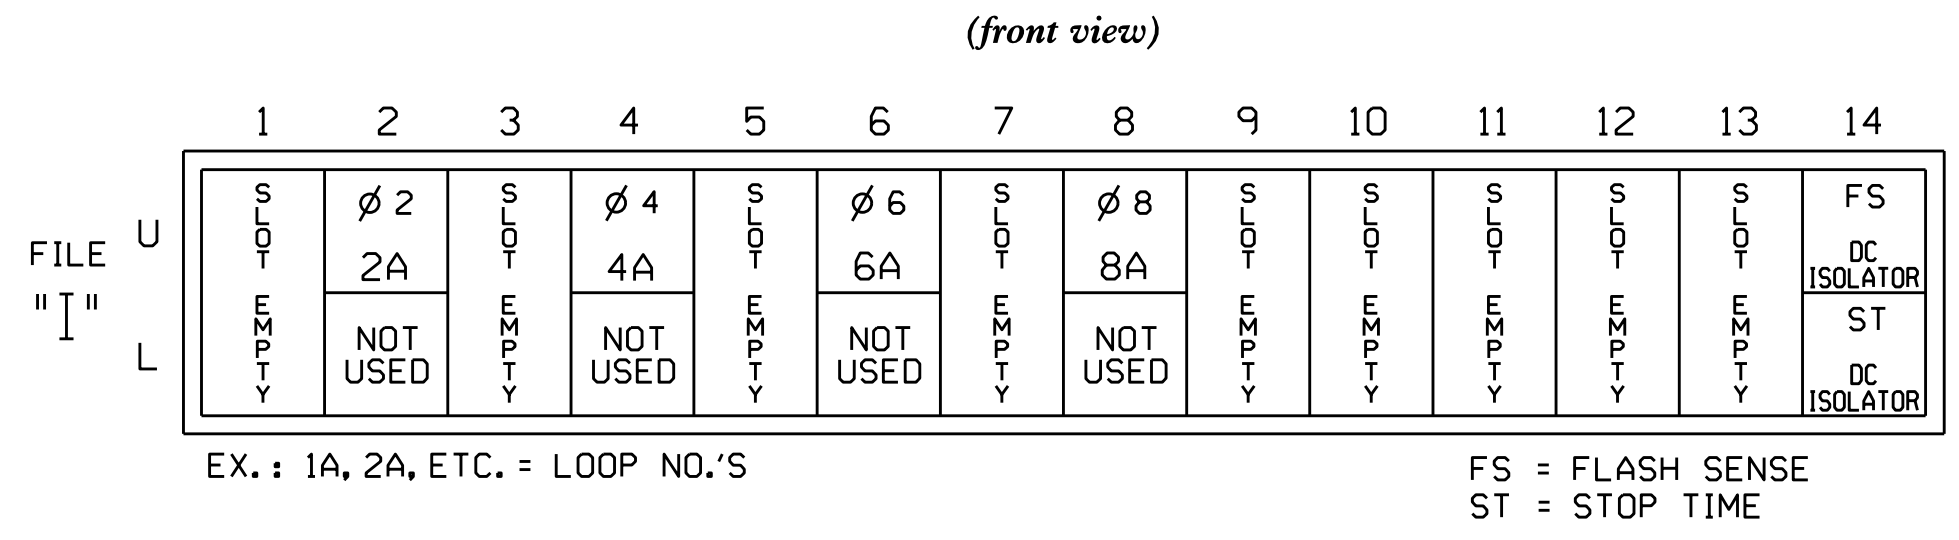 (front view)
1 2 3 4 5 6 7 8 9 10 11 12 13 14
FILE
"I"
U
L
SLOT EMPTY
Ø 2
2A
NOT
USED
SLOT EMPTY
Ø 4
4A
NOT
USED
SLOT EMPTY
Ø 6
6A
NOT
USED
SLOT EMPTY
Ø 8
8A
NOT
USED
SLOT EMPTY
SLOT EMPTY
SLOT EMPTY
SLOT EMPTY
SLOT EMPTY
FS
DC
ISOLATOR
ST
DC
ISOLATOR
EX.: 1A, 2A, ETC. = LOOP NO.'S
FS = FLASH SENSE
ST = STOP TIME